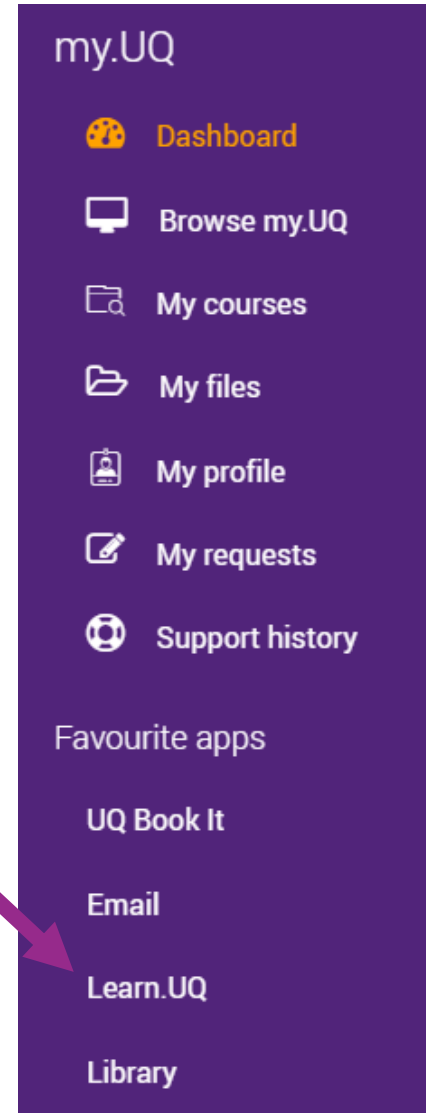 my.UQ
Dashboard
Browse my.UQ
My courses
My files
My profile
My requests
Support history
Favourite apps
UQ Book It
Email
Learn.UQ
Library